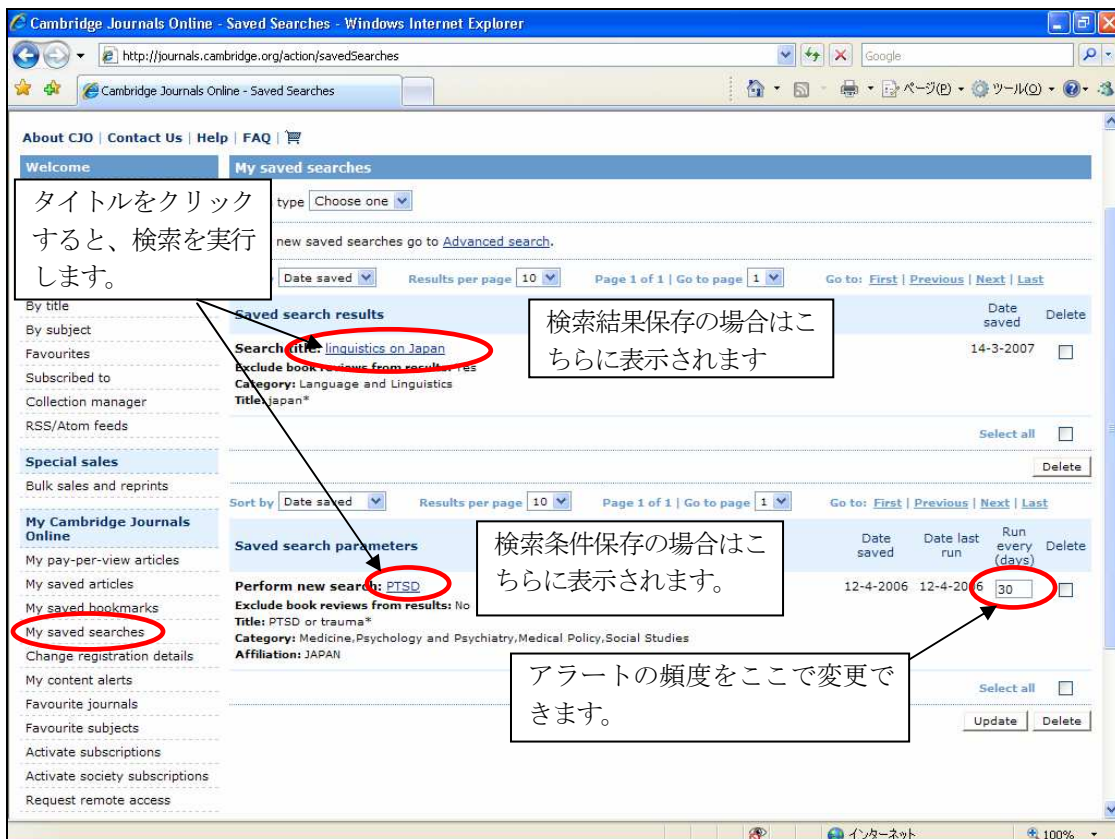 Cambridge Journals Online - Saved Searches - Windows Internet Explorer
http://journals.cambridge.org/action/savedSearches
Google
Cambridge Journals Online - Saved Searches
ページ(P)
ツール(O)
About CJO | Contact Us | Help | FAQ |
Welcome
タイトルをクリック
すると、検索を実行
します。
By title
By subject
Favourites
Subscribed to
Collection manager
RSS/Atom feeds
Special sales
Bulk sales and reprints
My Cambridge Journals
Online
My pay-per-view articles
My saved articles
My saved bookmarks
My saved searches
Change registration details
My content alerts
Favourite journals
Favourite subjects
Activate subscriptions
Activate society subscriptions
Request remote access
My saved searches
type Choose one
new saved searches go to Advanced search.
Date saved Results per page 10 Page 1 of 1 | Go to page 1 Go to: First | Previous | Next | Last
Saved search results
Date
saved
Delete
検索結果保存の場合はこ
ちらに表示されます
Search title: linguistics on Japan
14-3-2007
Exclude book reviews from results: Yes
Category: Language and Linguistics
Title: japan*
Select all
Delete
Sort by Date saved Results per page 10 Page 1 of 1 | Go to page 1 Go to: First | Previous | Next | Last
Saved search parameters
Date
saved
Date last
run
Run
every
(days)
Delete
検索条件保存の場合はこ
ちらに表示されます。
Perform new search: PTSD
12-4-2006 12-4-2006 30
Exclude book reviews from results: No
Title: PTSD or trauma*
Category: Medicine,Psychology and Psychiatry,Medical Policy,Social Studies
Affiliation: JAPAN
アラートの頻度をここで変更で
きます。
Select all
Update Delete
インターネット
100%